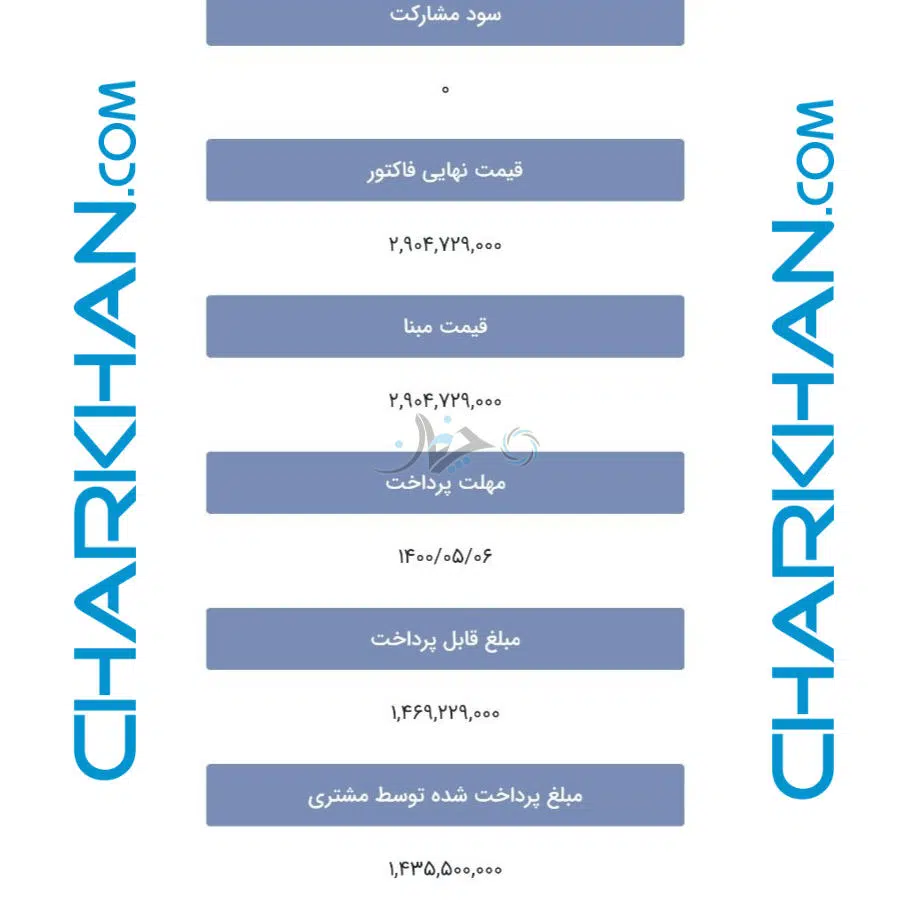 سود مشارکت
۰
قیمت نهایی فاکتور
۲,۹۰۴,۷۲۹,۰۰۰
قیمت مبنا
۲,۹۰۴,۷۲۹,۰۰۰
چرخان
مهلت پرداخت
۱۴۰۰/۰۵/۰۶
مبلغ قابل پرداخت
۱,۴۶۹,۲۲۹,۰۰۰
مبلغ پرداخت شده توسط مشتری
۱,۴۳۵,۵۰۰,۰۰۰
CHARKHAN.COM
CHARKHAN.COM